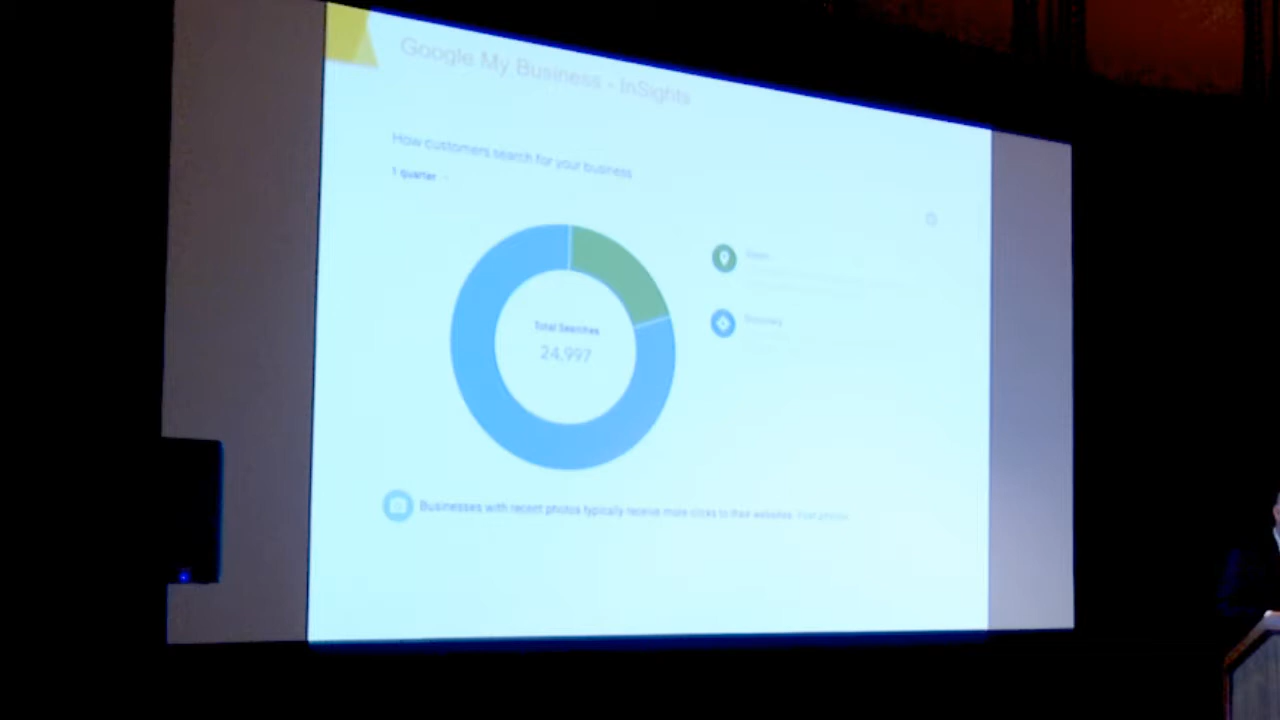 Google My Business - InSights
How customers search for your business
1 quarter
Total Searches
24,997
Businesses with recent photos typically receive more clicks to their websites.